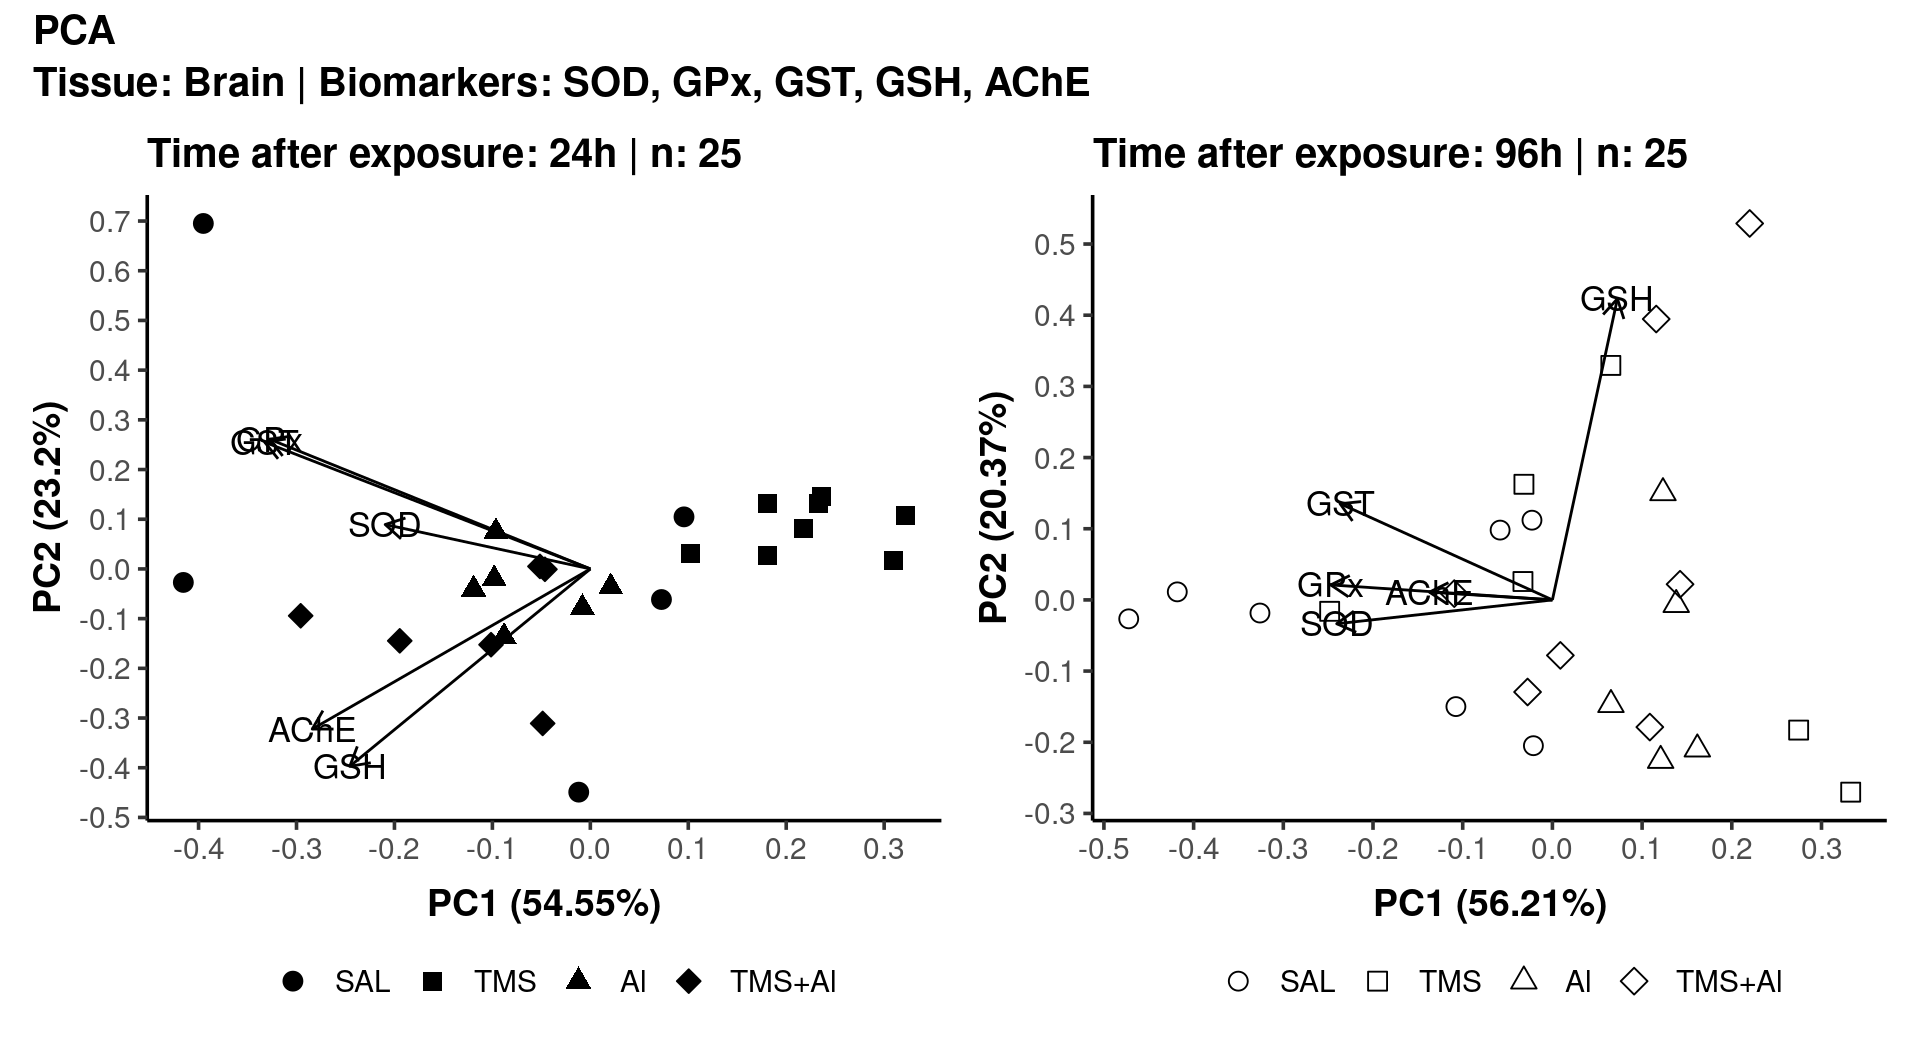 PCA
Tissue: Brain | Biomarkers: SOD, GPx, GST, GSH, AChE
Time after exposure: 24h | n: 25
0.7
0.6
0.5
0.4
0.3
0.2
0.1
0.0
-0.1
-0.2
-0.3
-0.4
-0.5
PC2 (23.2%)
GPx
SOD
AChE
GSH
-0.4 -0.3 -0.2 -0.1 0.0 0.1 0.2 0.3
PC1 (54.55%)
SAL TMS Al TMS+Al
Time after exposure: 96h | n: 25
0.5
0.4
0.3
0.2
0.1
0.0
-0.1
-0.2
-0.3
PC2 (20.37%)
GSH
GST
GPx
AChE
SOD
-0.5 -0.4 -0.3 -0.2 -0.1 0.0 0.1 0.2 0.3
PC1 (56.21%)
SAL TMS Al TMS+Al